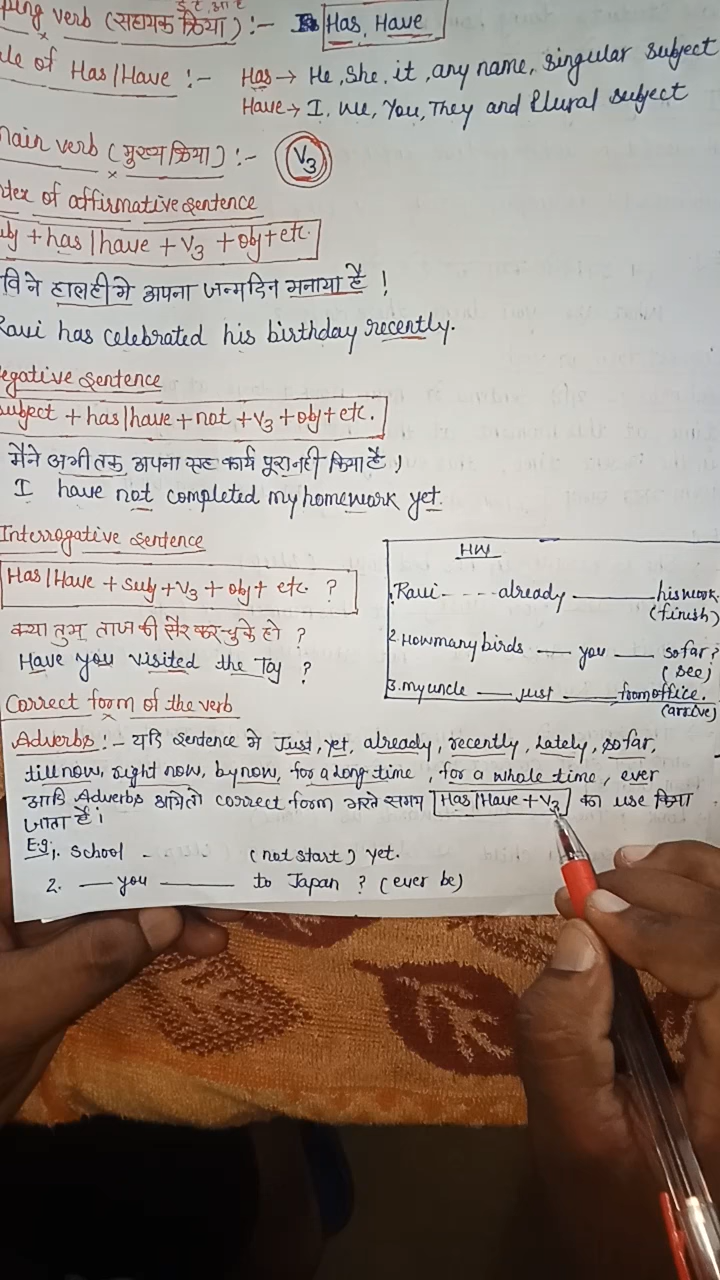 verb (सहायक क्रिया) :- Has, Have
of Has/Have :- Has → He, She, it, any name, singular subject
Have → I, We, You, They and Plural subject
main verb (मुख्य क्रिया) :- V3
of affirmative sentence
+ has/have + V3 + obj + etc.
ने हालही मे अपना जन्मदिन मनाया है !
Ravi has celebrated his birthday recently.
egative sentence
subject + has/have + not + V3 + obj + etc.
मैने अभीतक अपना कार्य पूरा नही किया है !
I have not completed my homework yet.
Interrogative sentence
Has/Have + Subj + V3 + obj + etc. ?
क्या तुम ताज की सैर कर चुके हो ?
Have you visited the Taj ?
HW
1. Ravi - - - - already ______ his work. (finish)
2. How many birds ___ you ___ so far? (see)
3. my uncle ___ just ___ from office. (arrive)
Correct form of the verb
Adverbs :- यदि sentence मे Just, yet, already, recently, lately, so far,
till now, right now, by now, for a long time, for a whole time, ever
आदि Adverbs आये तो correct form भरते समय Has/Have + V3 का use किया
जाता है।
E.g. 1. School - - (not start) yet.
2. ___ you ______ to Japan ? (ever be)